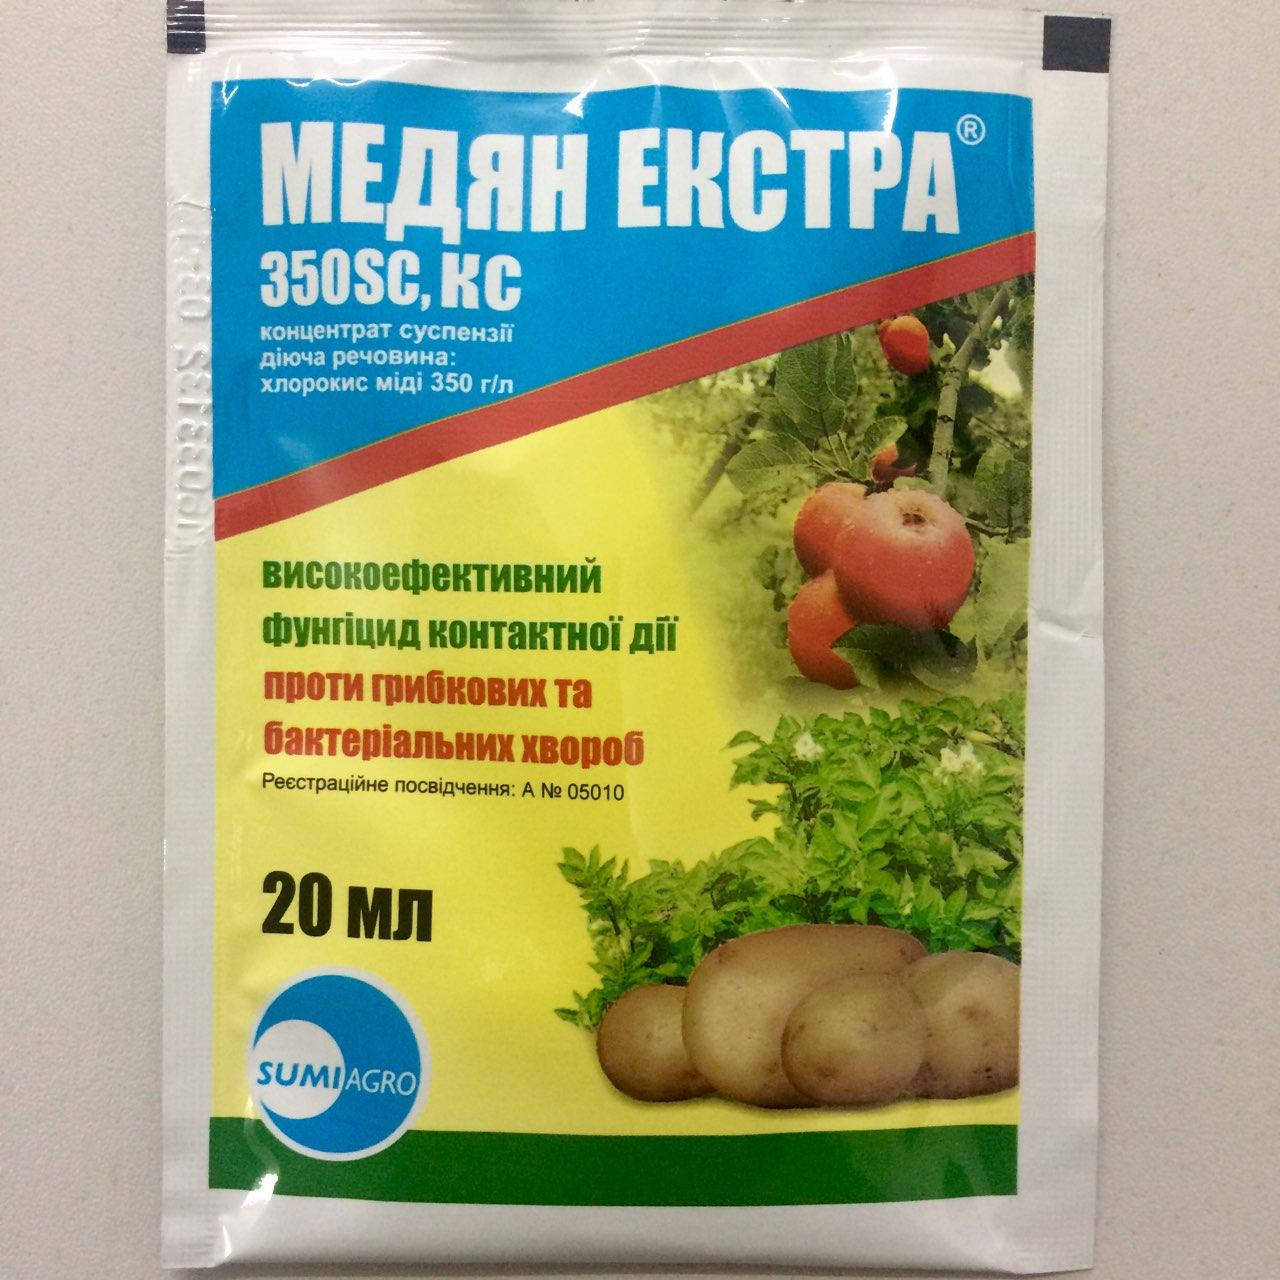 МЕДЯН ЕКСТРА®
350SC, КС
концентрат суспензії
діюча речовина:
хлорокис міді 350 г/л
високоефективний
фунгіцид контактної дії
проти грибкових та
бактеріальних хвороб
Реєстраційне посвідчення: А № 05010
20 мл
SUMIAGRO